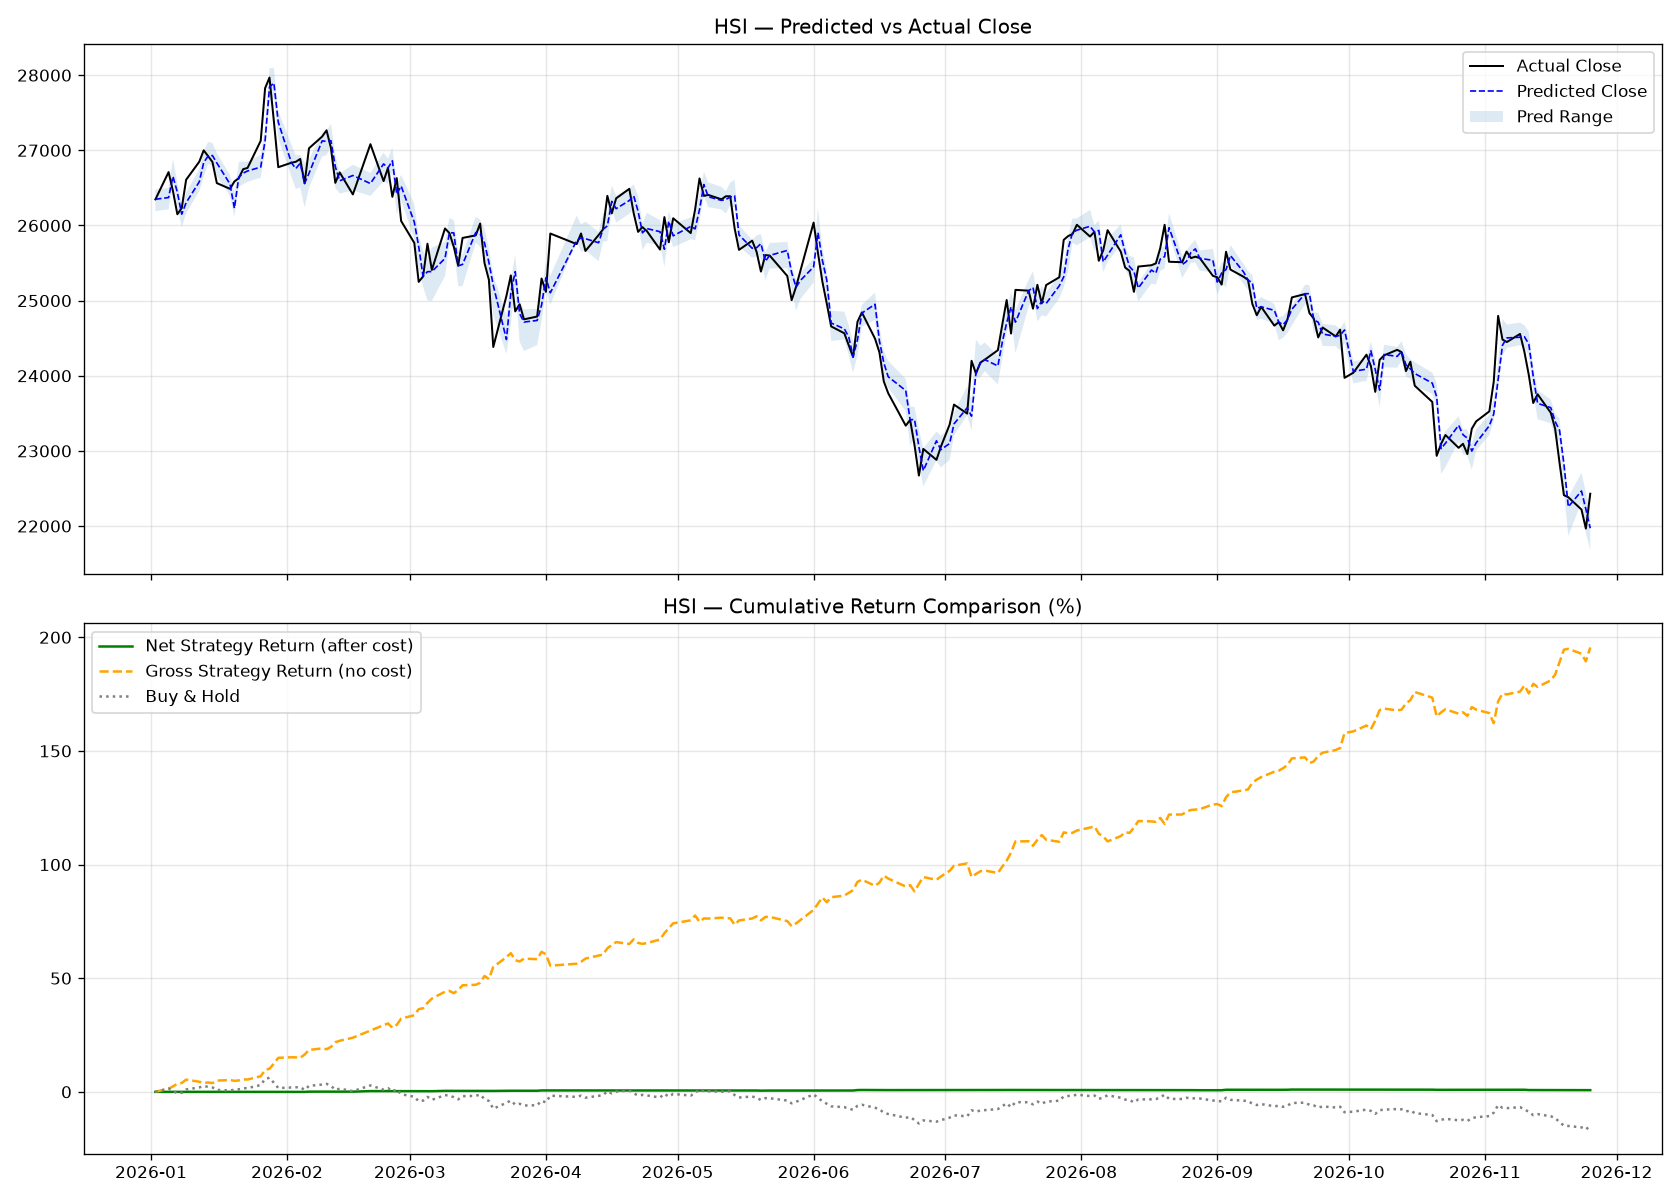 HSI — Predicted vs Actual Close
Actual Close
Predicted Close
Pred Range
28000
27000
26000
25000
24000
23000
22000
HSI — Cumulative Return Comparison (%)
Net Strategy Return (after cost)
Gross Strategy Return (no cost)
Buy & Hold
200
150
100
50
0
2026-01 2026-02 2026-03 2026-04 2026-05 2026-06 2026-07 2026-08 2026-09 2026-10 2026-11 2026-12